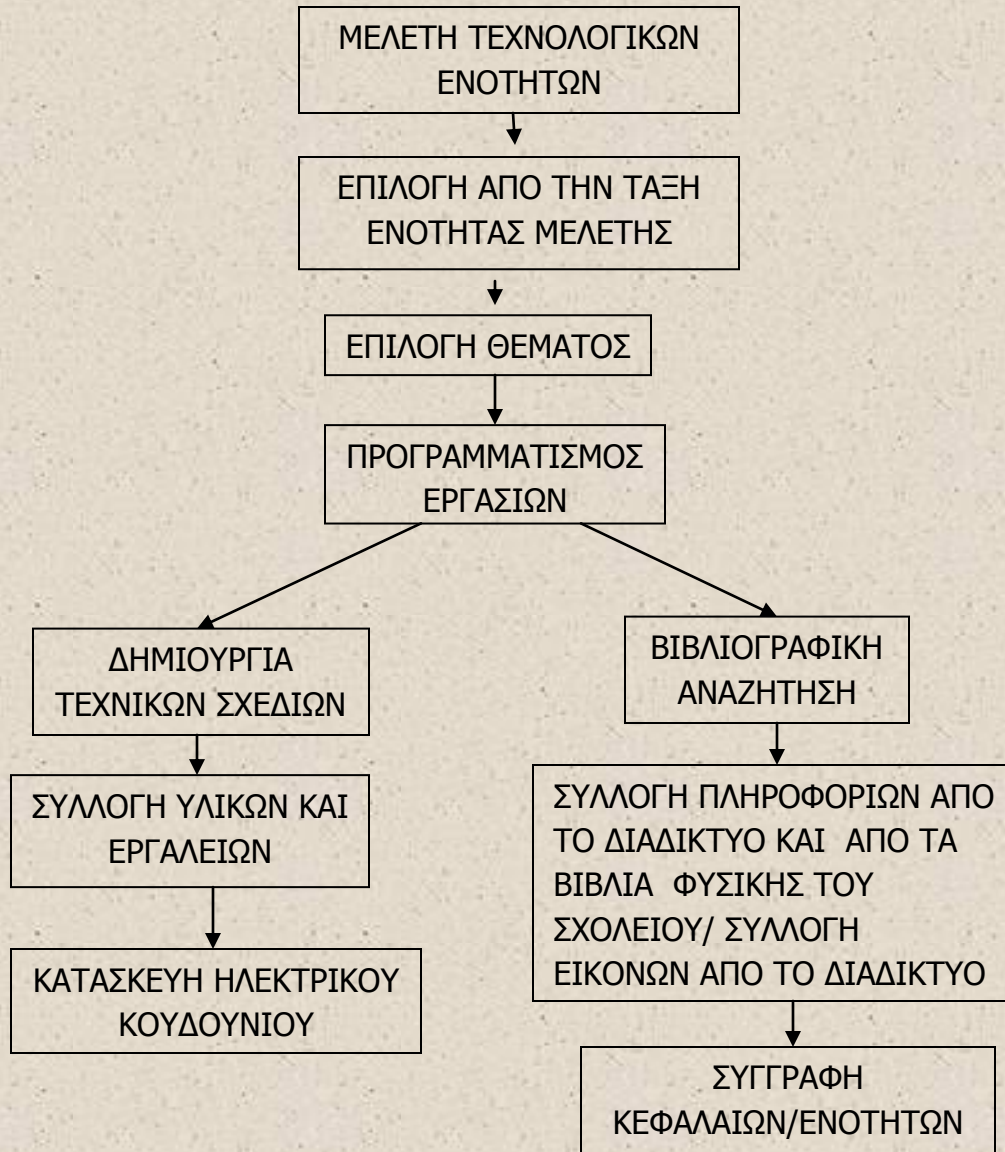 ΜΕΛΕΤΗ ΤΕΧΝΟΛΟΓΙΚΩΝ
ΕΝΟΤΗΤΩΝ
ΕΠΙΛΟΓΗ ΑΠΟ ΤΗΝ ΤΑΞΗ
ΕΝΟΤΗΤΑΣ ΜΕΛΕΤΗΣ
ΕΠΙΛΟΓΗ ΘΕΜΑΤΟΣ
ΠΡΟΓΡΑΜΜΑΤΙΣΜΟΣ
ΕΡΓΑΣΙΩΝ
ΔΗΜΙΟΥΡΓΙΑ
ΤΕΧΝΙΚΩΝ ΣΧΕΔΙΩΝ
ΣΥΛΛΟΓΗ ΥΛΙΚΩΝ ΚΑΙ
ΕΡΓΑΛΕΙΩΝ
ΚΑΤΑΣΚΕΥΗ ΗΛΕΚΤΡΙΚΟΥ
ΚΟΥΔΟΥΝΙΟΥ
ΒΙΒΛΙΟΓΡΑΦΙΚΗ
ΑΝΑΖΗΤΗΣΗ
ΣΥΛΛΟΓΗ ΠΛΗΡΟΦΟΡΙΩΝ ΑΠΟ
ΤΟ ΔΙΑΔΙΚΤΥΟ ΚΑΙ ΑΠΟ ΤΑ
ΒΙΒΛΙΑ ΦΥΣΙΚΗΣ ΤΟΥ
ΣΧΟΛΕΙΟΥ/ ΣΥΛΛΟΓΗ
ΕΙΚΟΝΩΝ ΑΠΟ ΤΟ ΔΙΑΔΙΚΤΥΟ
ΣΥΓΓΡΑΦΗ
ΚΕΦΑΛΑΙΩΝ/ΕΝΟΤΗΤΩΝ